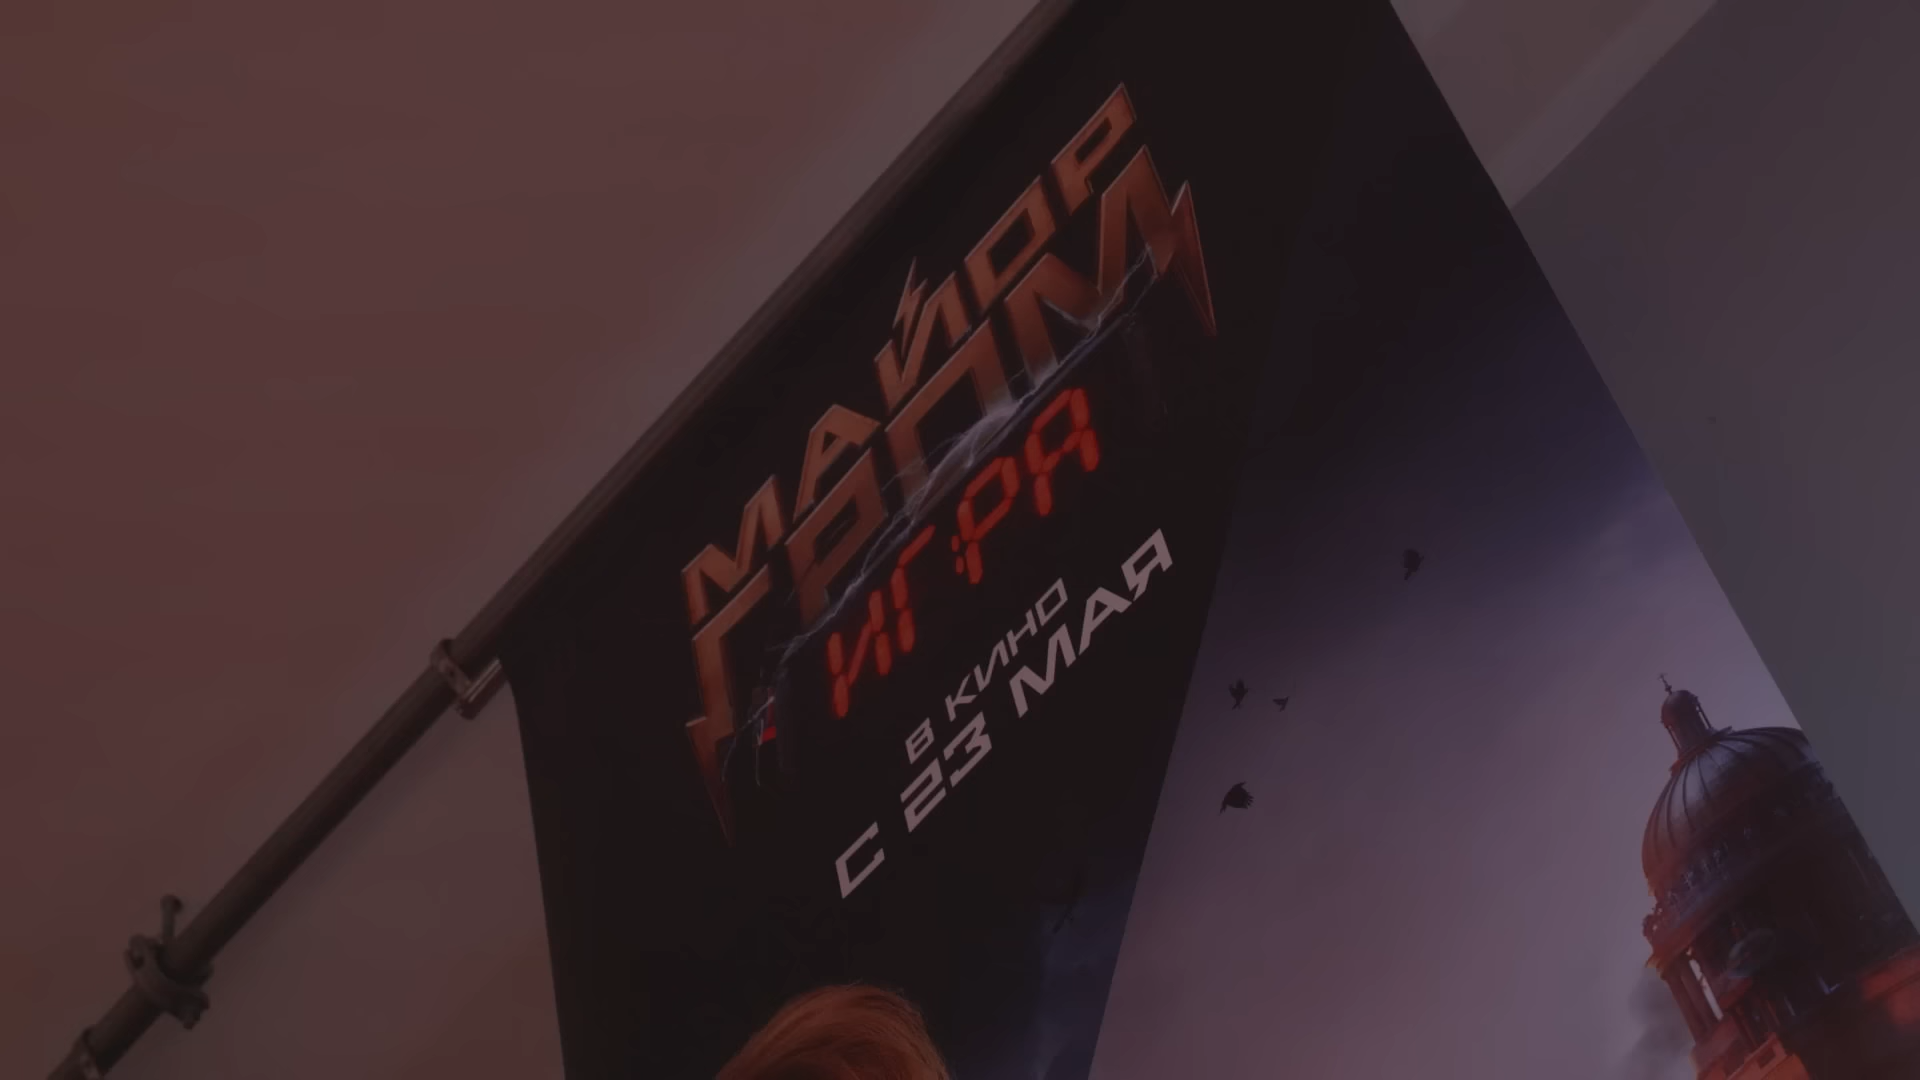 МАЙОР
ГРОМ
ИГРА
В КИНО
С 23 МАЯ